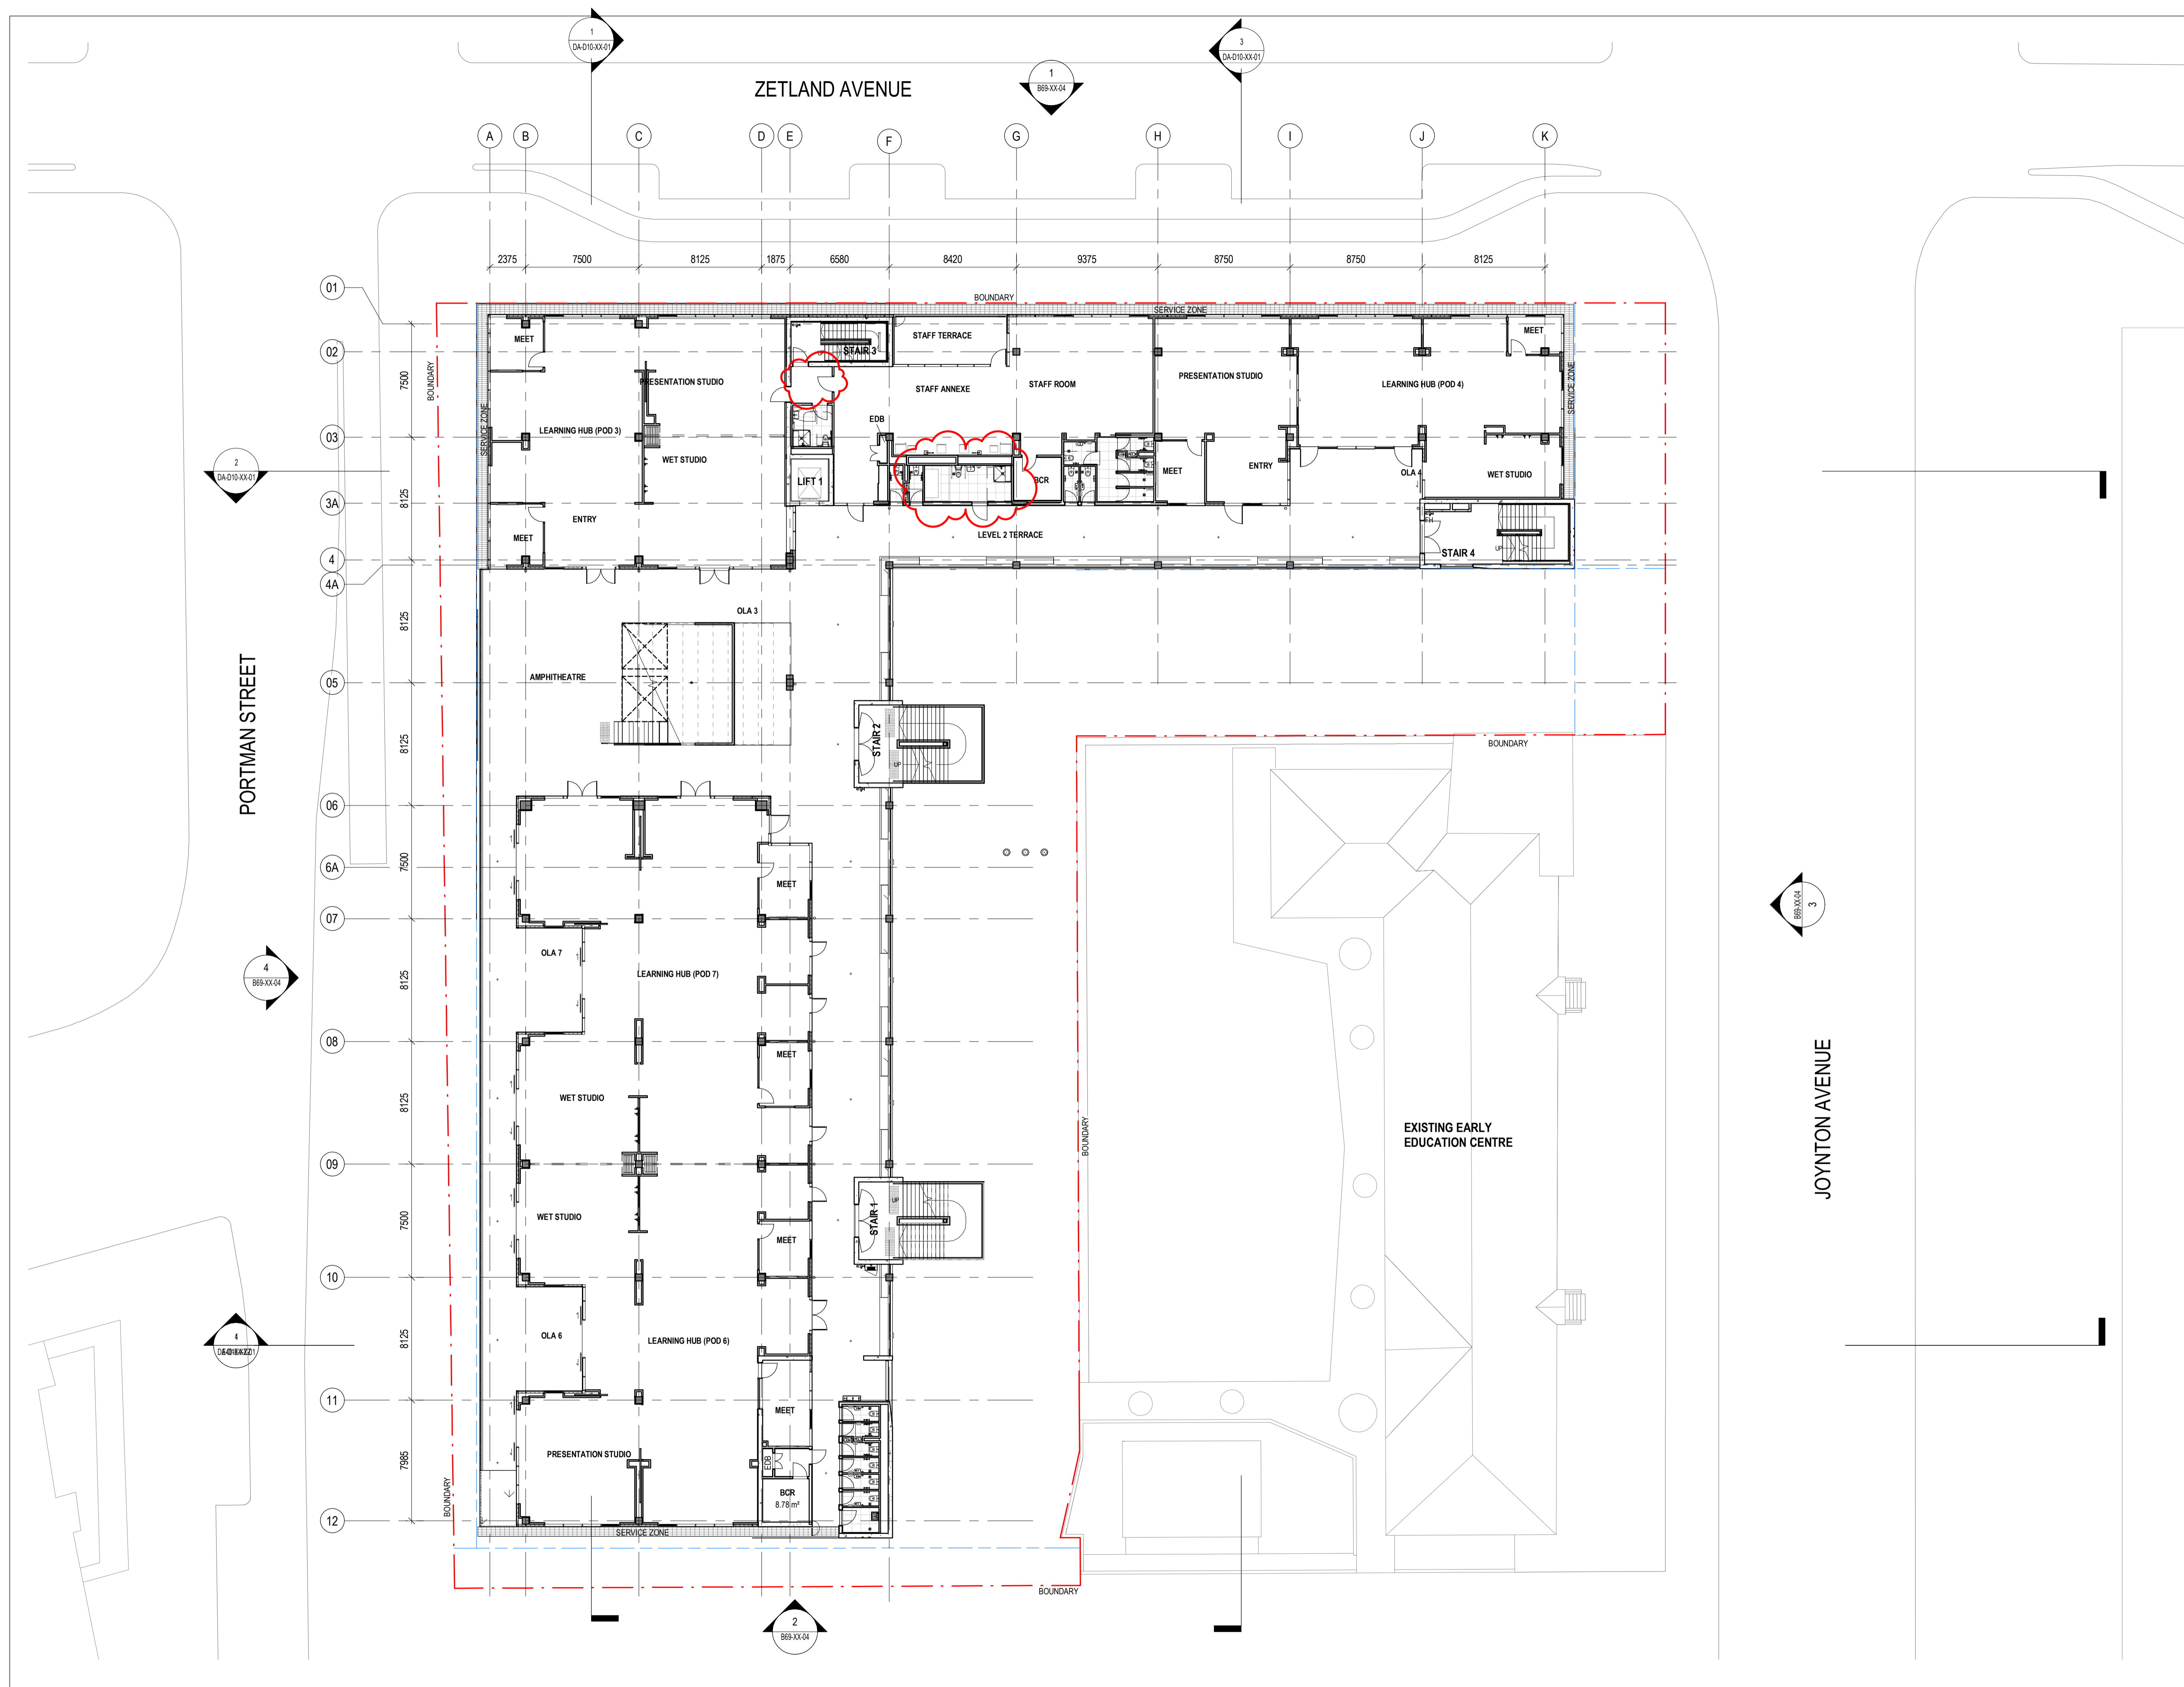 1
DA-D10-XX-01
3
DA-D10-XX-01
ZETLAND AVENUE
1
B69-XX-04
A
B
C
D
E
F
G
H
I
J
K
2375
7500
8125
1875
6580
8420
9375
8750
8750
8125
01
02
03
3A
4
4A
05
06
6A
07
08
09
10
11
12
7500
8125
8125
8125
7500
8125
8125
7500
8125
7985
BOUNDARY
SERVICE ZONE
BOUNDARY
SERVICE ZONE
SERVICE ZONE
MEET
STAIR 3
STAFF TERRACE
MEET
PRESENTATION STUDIO
STAFF ANNEXE
STAFF ROOM
PRESENTATION STUDIO
LEARNING HUB (POD 4)
EDB
LEARNING HUB (POD 3)
WET STUDIO
LIFT 1
BCR
MEET
ENTRY
OLA 4
WET STUDIO
ENTRY
MEET
LEVEL 2 TERRACE
FH
STAIR 4
UP
2
DA-D10-XX-01
OLA 3
AMPHITHEATRE
PORTMAN STREET
STAIR 2
UP
BOUNDARY
MEET
OLA 7
LEARNING HUB (POD 7)
4
B69-XX-04
3
B69-XX-04
MEET
WET STUDIO
BOUNDARY
EXISTING EARLY
EDUCATION CENTRE
JOYNTON AVENUE
WET STUDIO
STAIR 1
UP
MEET
OLA 6
LEARNING HUB (POD 6)
4
MEET
PRESENTATION STUDIO
EDB
BCR
8.78 m²
BOUNDARY
SERVICE ZONE
BOUNDARY
2
B69-XX-04